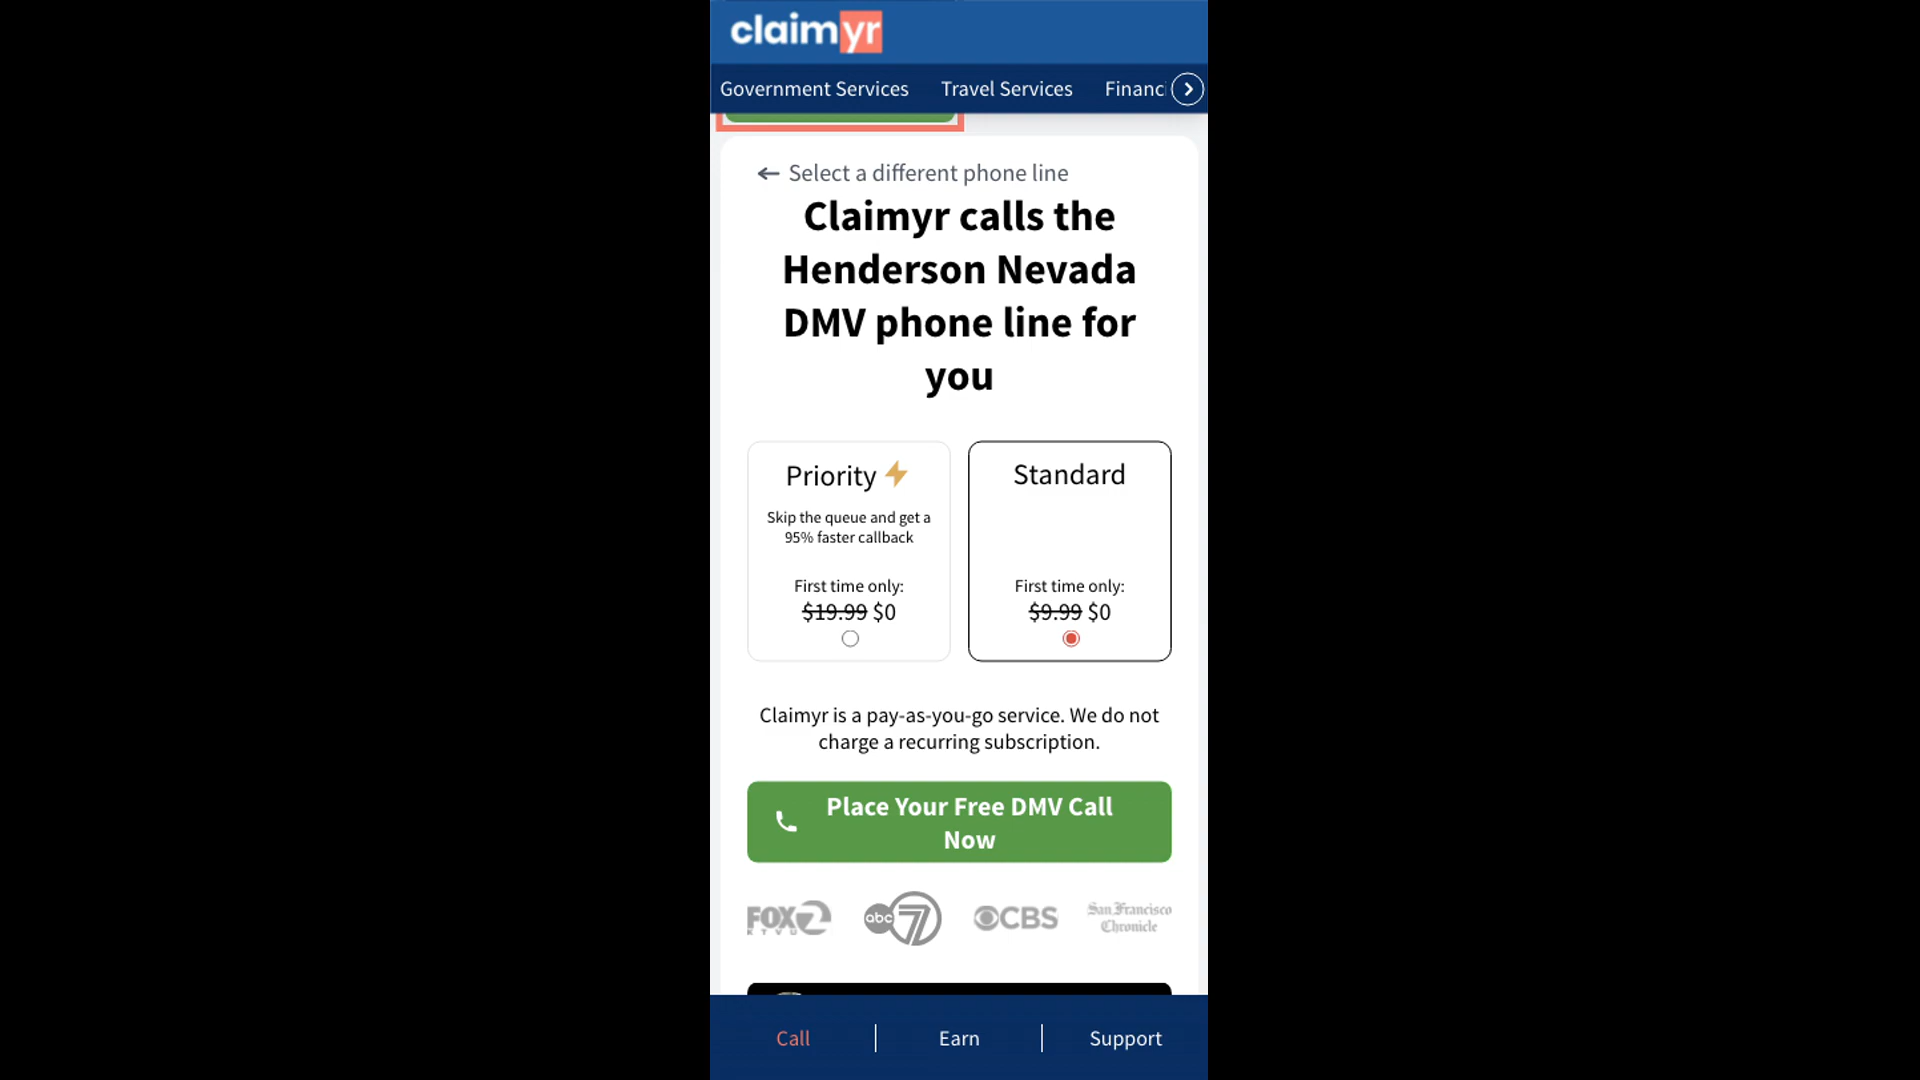 claimyr
Government Services Travel Services Financ
Select a different phone line
Claimyr calls the
Henderson Nevada
DMV phone line for
you
Priority
Skip the queue and get a
95% faster callback
First time only:
$19.99 $0
Standard
First time only:
$9.99 $0
Claimyr is a pay-as-you-go service. We do not
charge a recurring subscription.
Place Your Free DMV Call
Now
FOX 2
KTVU
abc 7
CBS
San Francisco
Chronicle
Call
Earn
Support